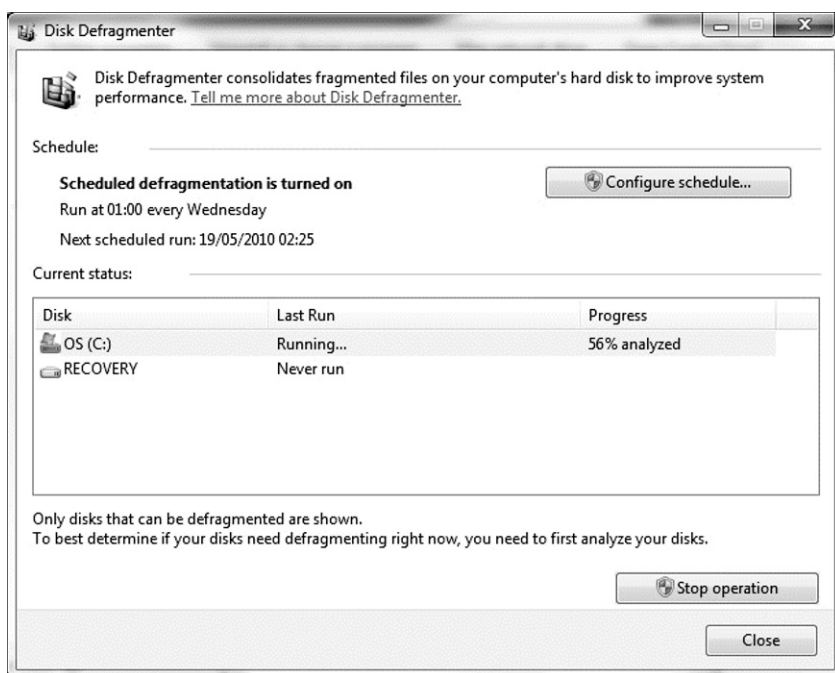 Disk Defragmenter
Disk Defragmenter consolidates fragmented files on your computer's hard disk to improve system
performance. Tell me more about Disk Defragmenter.
Schedule:
Scheduled defragmentation is turned on
Configure schedule...
Run at 01:00 every Wednesday
Next scheduled run: 19/05/2010 02:25
Current status:
Disk Last Run Progress
OS (C:) Running... 56% analyzed
RECOVERY Never run
Only disks that can be defragmented are shown.
To best determine if your disks need defragmenting right now, you need to first analyze your disks.
Stop operation
Close